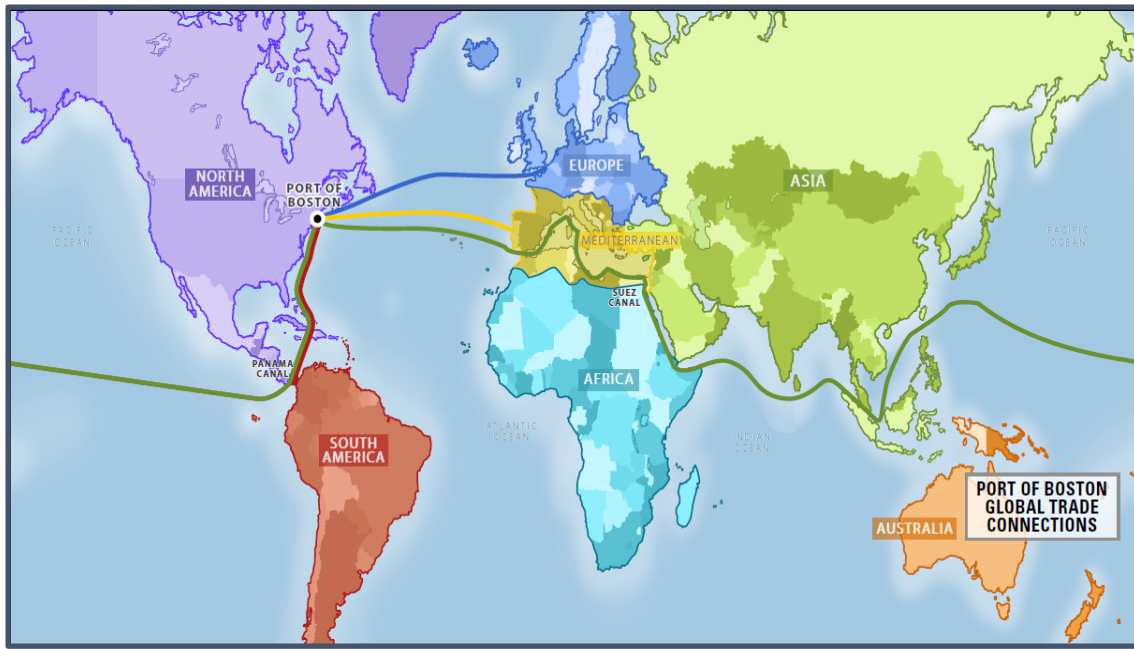 NORTH
AMERICA
PORT OF
BOSTON
EUROPE
ASIA
PACIFIC
OCEAN
MEDITERRANEAN
PACIFIC
OCEAN
SUEZ
CANAL
PANAMA
CANAL
AFRICA
ATLANTIC
OCEAN
INDIAN
OCEAN
SOUTH
AMERICA
PORT OF BOSTON
GLOBAL TRADE
CONNECTIONS
AUSTRALIA